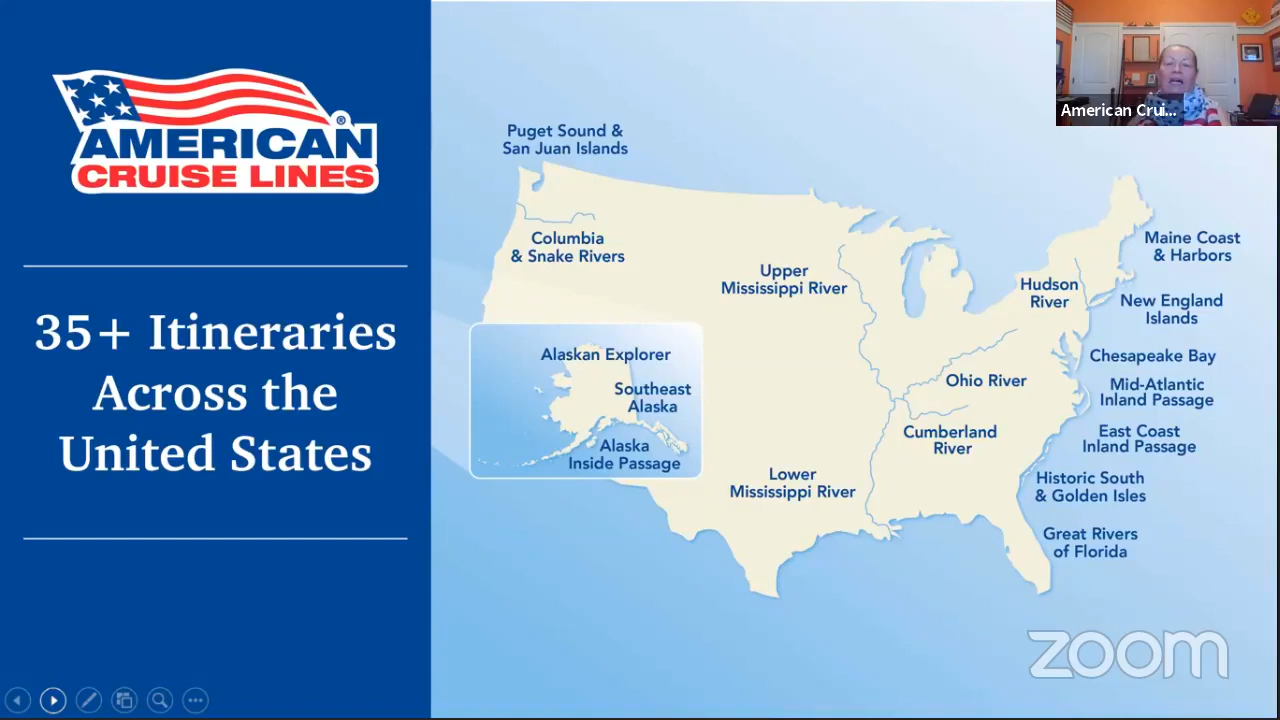 AMERICAN
CRUISE LINES
®
35+ Itineraries
Across the
United States
Puget Sound &
San Juan Islands
Columbia
& Snake Rivers
Upper
Mississippi River
Hudson
River
Maine Coast
& Harbors
New England
Islands
Chesapeake Bay
Mid-Atlantic
Inland Passage
East Coast
Inland Passage
Historic South
& Golden Isles
Great Rivers
of Florida
Ohio River
Cumberland
River
Lower
Mississippi River
Alaskan Explorer
Southeast
Alaska
Alaska
Inside Passage
American Crui...
zoom